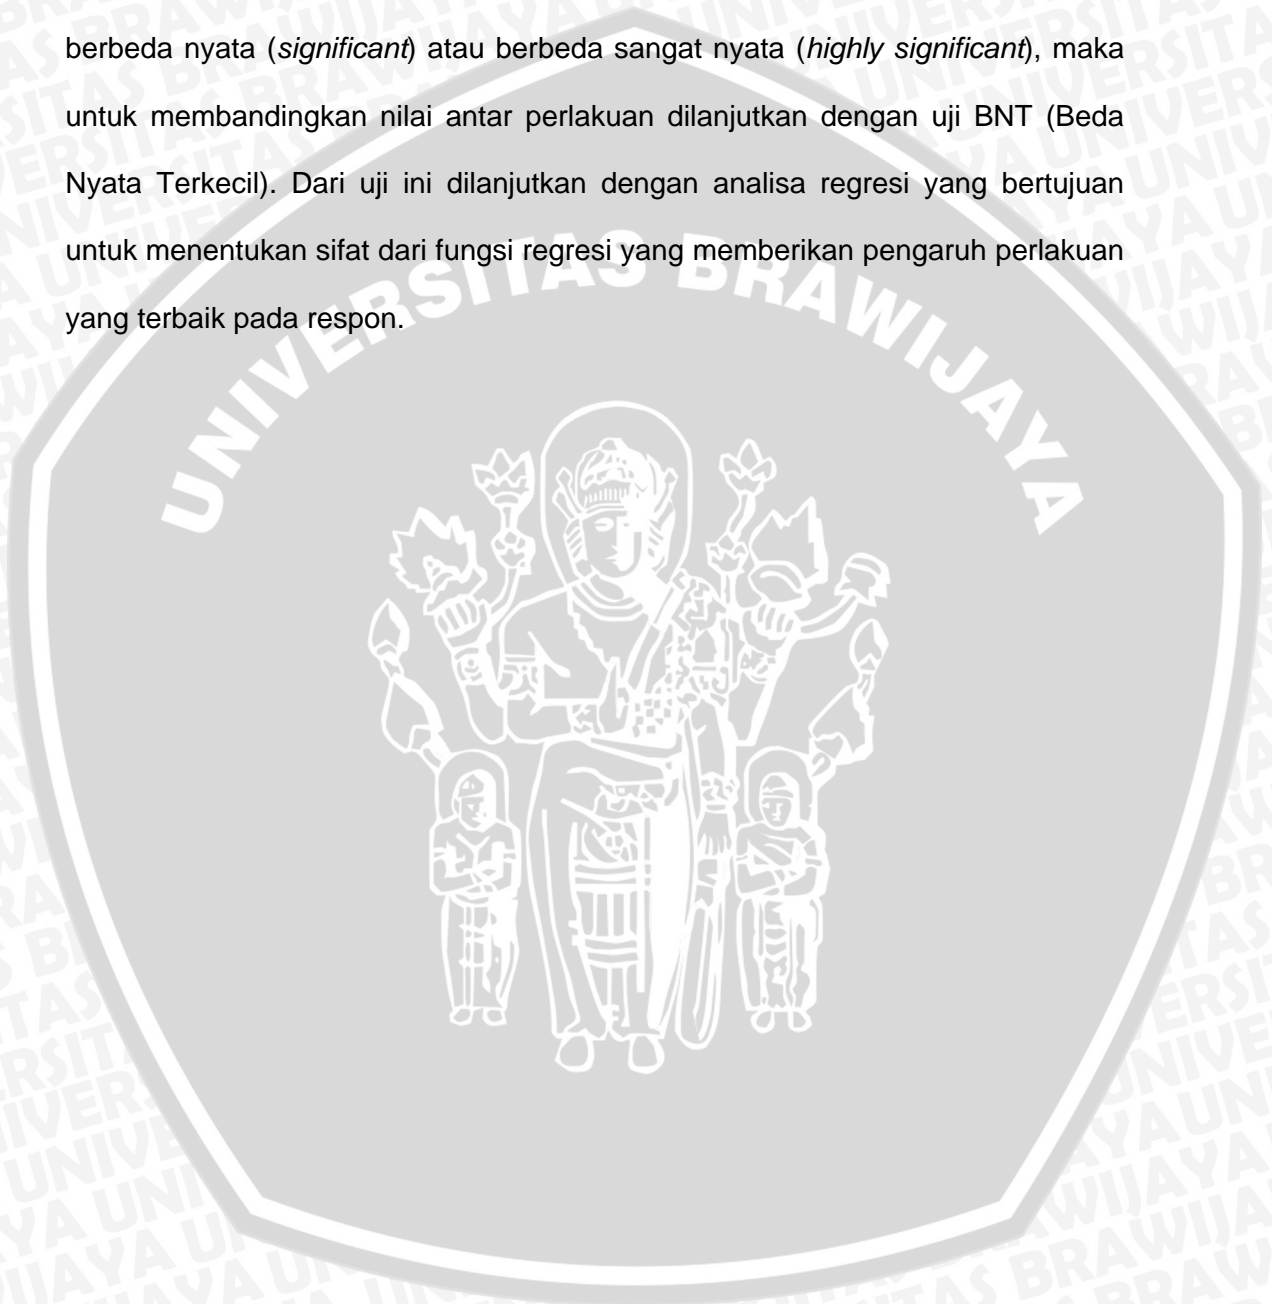 berbeda nyata (significant) atau berbeda sangat nyata (highly significant), maka
untuk membandingkan nilai antar perlakuan dilanjutkan dengan uji BNT (Beda
Nyata Terkecil). Dari uji ini dilanjutkan dengan analisa regresi yang bertujuan
untuk menentukan sifat dari fungsi regresi yang memberikan pengaruh perlakuan
yang terbaik pada respon.
UNIVERSITAS BRAWIJAYA